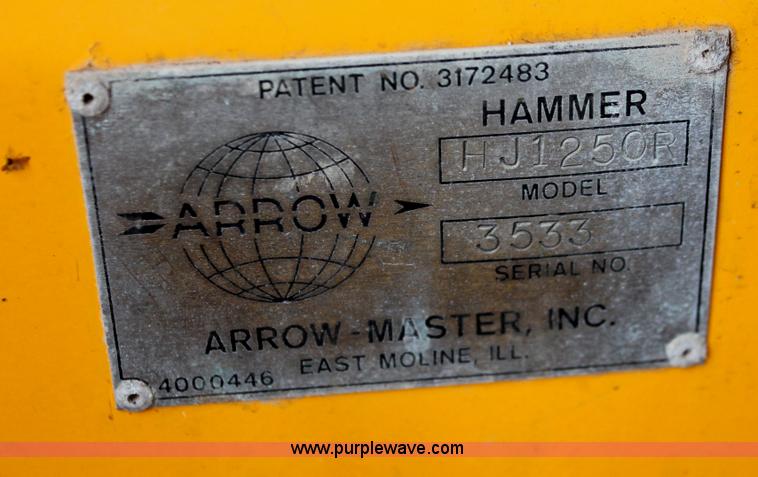 PATENT NO. 3172483
HAMMER
HJ1250R
MODEL
ARROW
3533
SERIAL NO.
ARROW-MASTER, INC.
EAST MOLINE, ILL.
4000446
www.purplewave.com